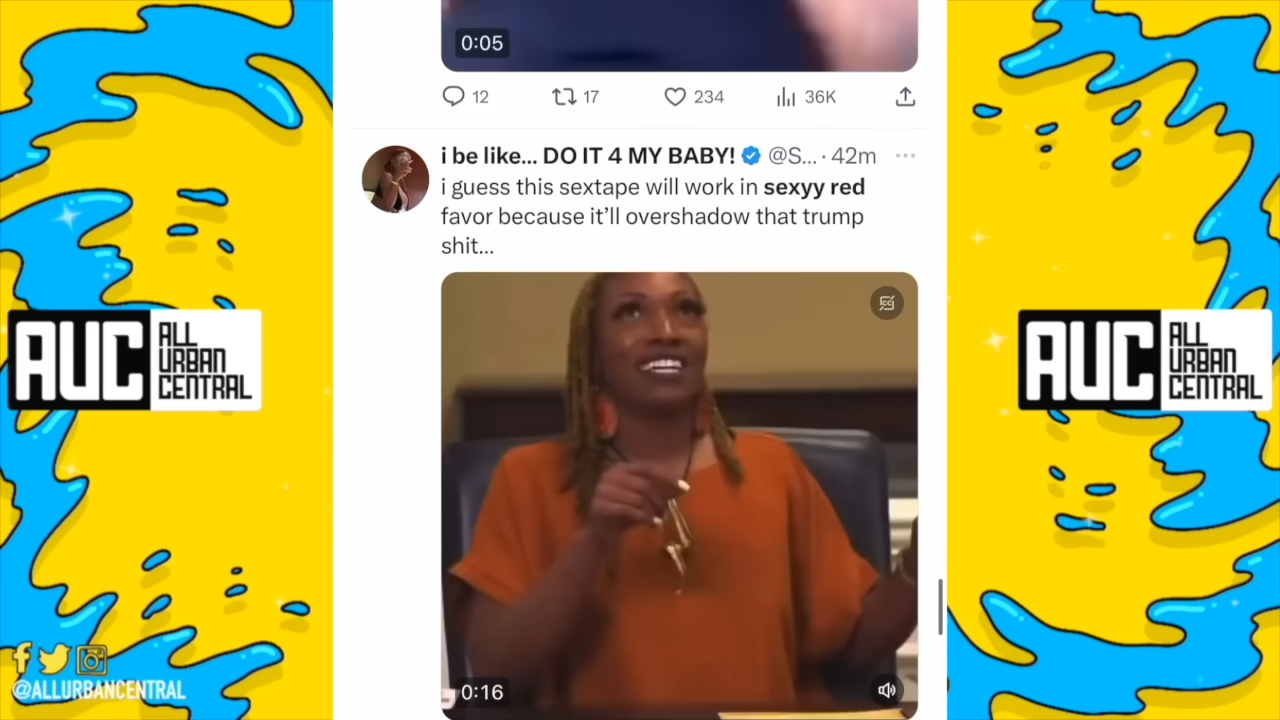 0:05
12
17
234
36K
i be like... DO IT 4 MY BABY! @S... · 42m
i guess this sextape will work in sexyy red
favor because it’ll overshadow that trump
shit...
CC
0:16
AUC
ALL
URBAN
CENTRAL
AUC
ALL
URBAN
CENTRAL
@ALLURBANCENTRAL